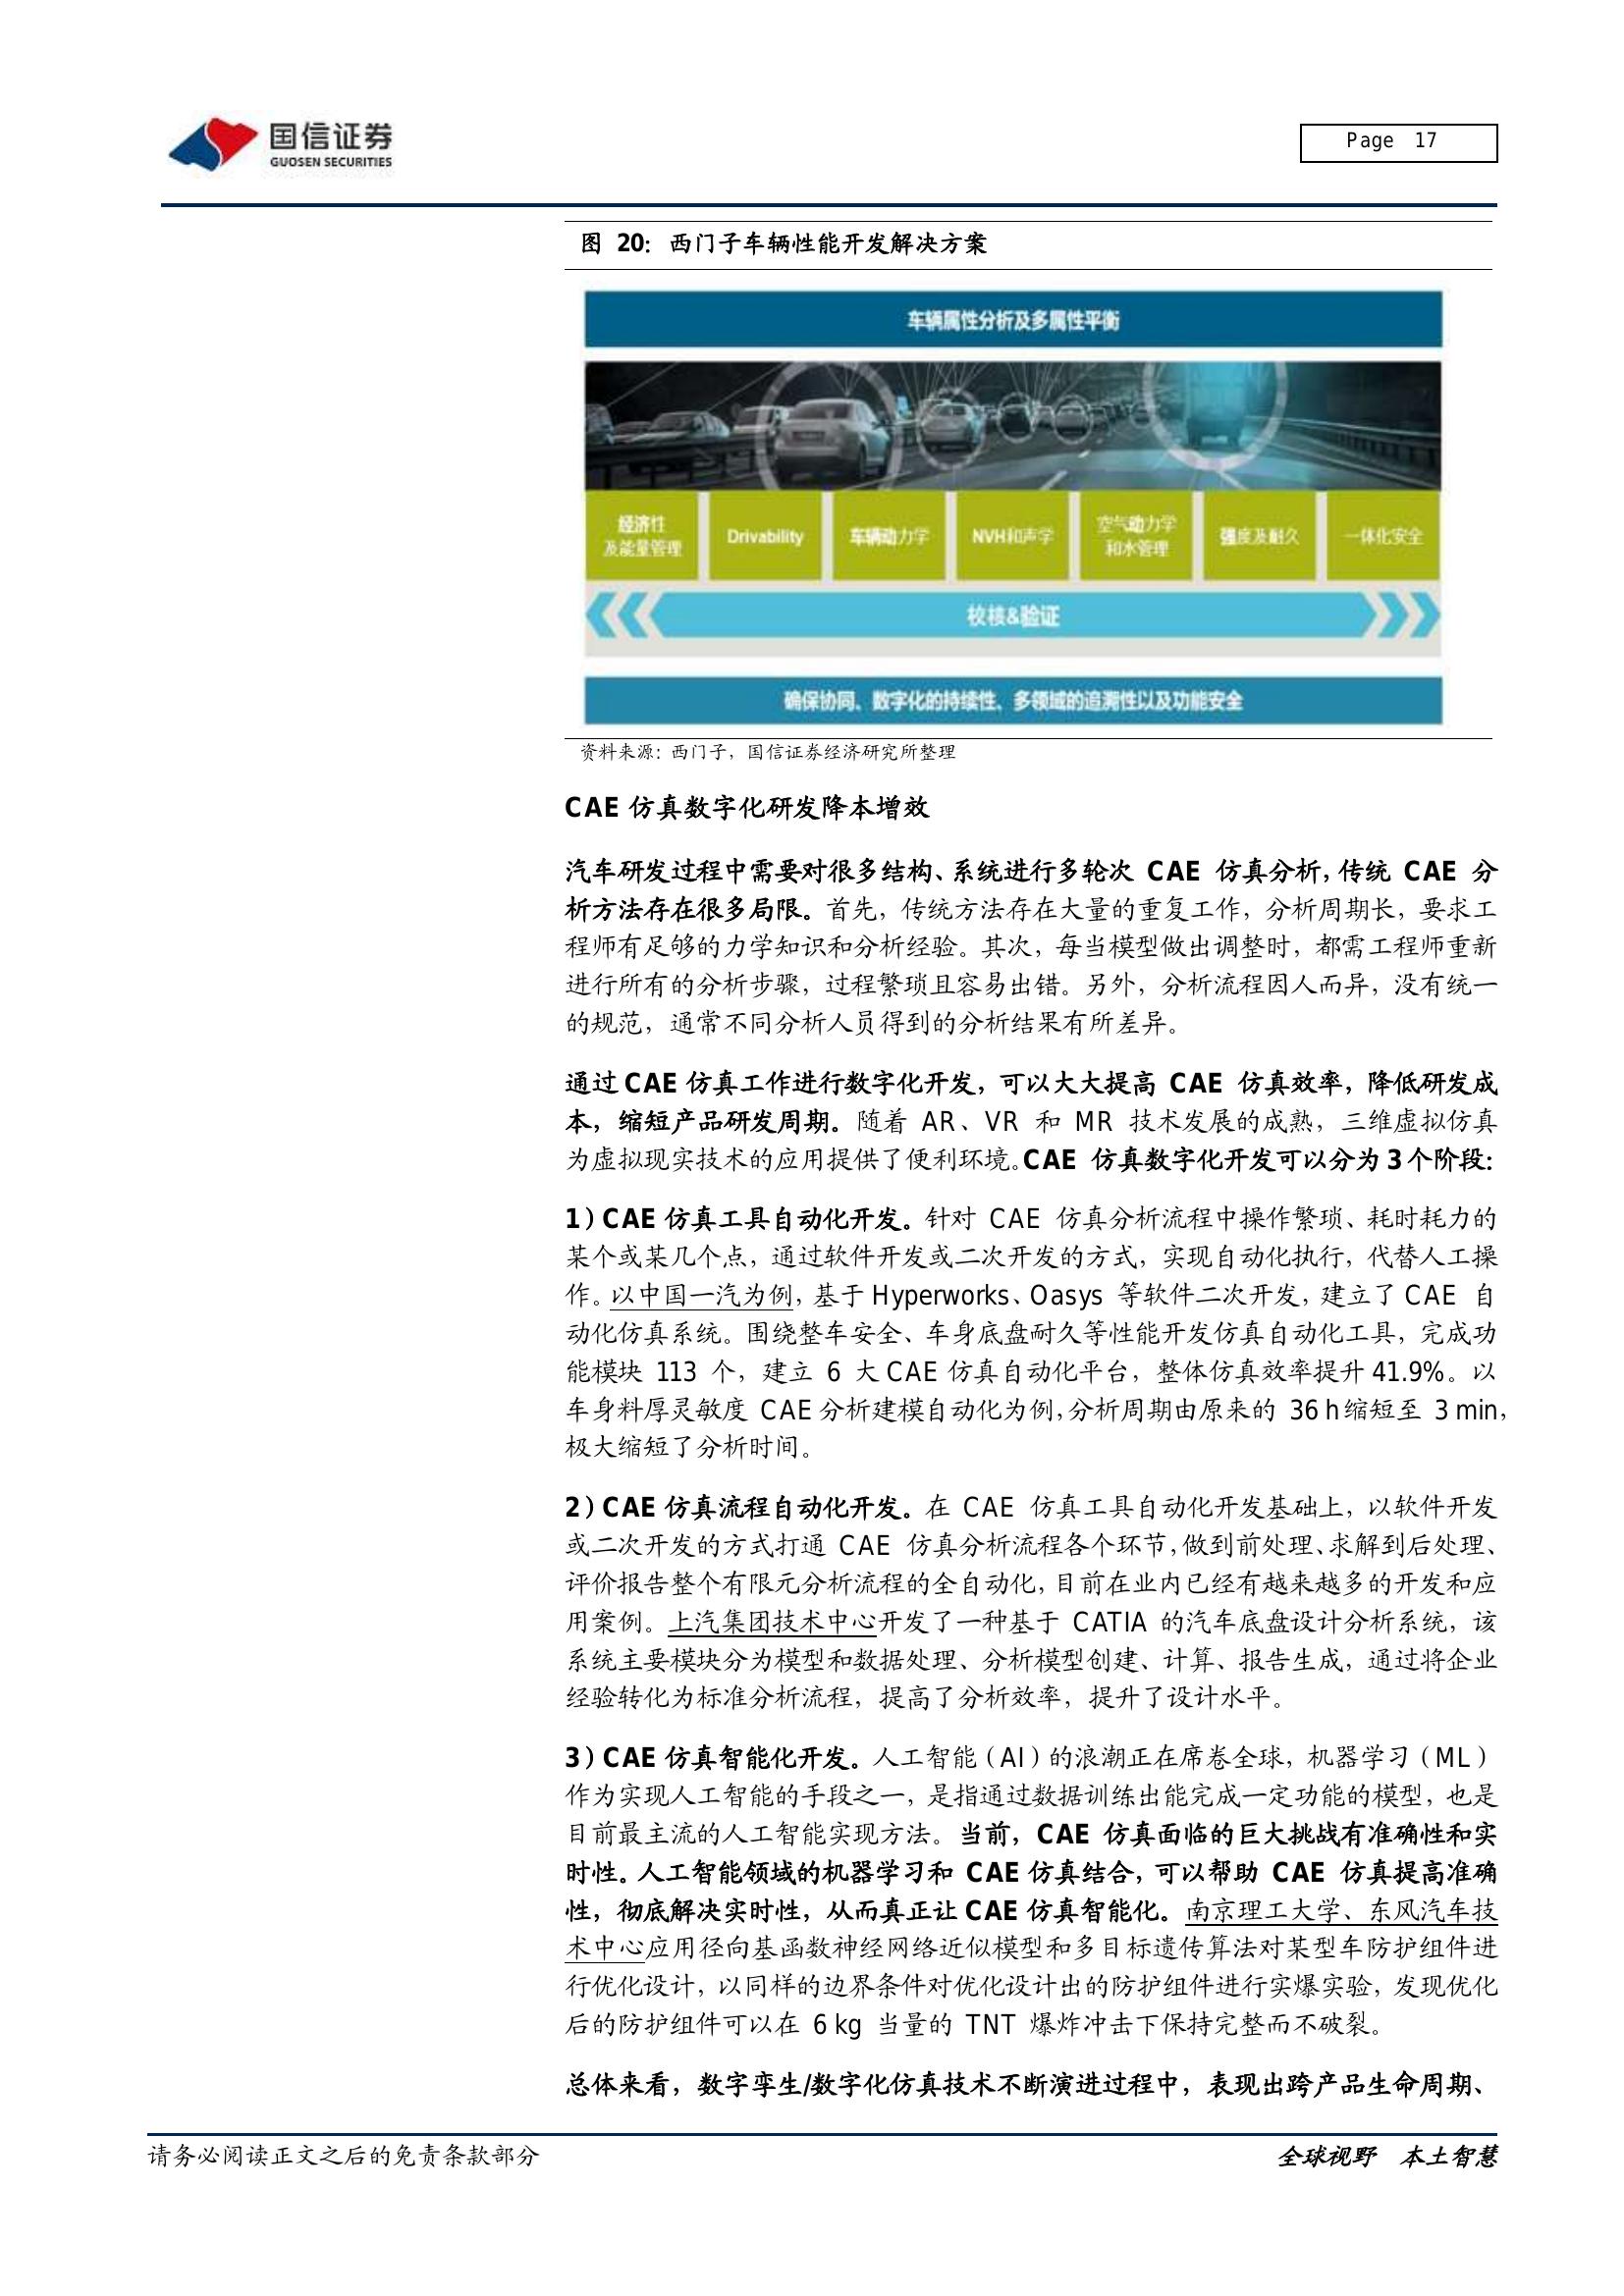 国信证券
GUOSEN SECURITIES
Page 17
图 20：西门子车辆性能开发解决方案
车辆属性分析及多属性平衡
经济性
及能量管理
Drivability
车辆动力学
NVH和声学
空气动力学
和水管理
强度及耐久
一体化安全
校核&验证
确保协同、数字化的持续性、多领域的追溯性以及功能安全
资料来源：西门子，国信证券经济研究所整理
CAE 仿真数字化研发降本增效
汽车研发过程中需要对很多结构、系统进行多轮次 CAE 仿真分析，传统 CAE 分
析方法存在很多局限。首先，传统方法存在大量的重复工作，分析周期长，要求工
程师有足够的力学知识和分析经验。其次，每当模型做出调整时，都需工程师重新
进行所有的分析步骤，过程繁琐且容易出错。另外，分析流程因人而异，没有统一
的规范，通常不同分析人员得到的分析结果有所差异。
通过 CAE 仿真工作进行数字化开发，可以大大提高 CAE 仿真效率，降低研发成
本，缩短产品研发周期。随着 AR、VR 和 MR 技术发展的成熟，三维虚拟仿真
为虚拟现实技术的应用提供了便利环境。CAE 仿真数字化开发可以分为 3 个阶段：
1）CAE 仿真工具自动化开发。针对 CAE 仿真分析流程中操作繁琐、耗时耗力的
某个或某几个点，通过软件开发或二次开发的方式，实现自动化执行，代替人工操
作。以中国一汽为例，基于 Hyperworks、Oasys 等软件二次开发，建立了 CAE 自
动化仿真系统。围绕整车安全、车身底盘耐久等性能开发仿真自动化工具，完成功
能模块 113 个，建立 6 大 CAE 仿真自动化平台，整体仿真效率提升 41.9%。以
车身料厚灵敏度 CAE 分析建模自动化为例，分析周期由原来的 36 h 缩短至 3 min，
极大缩短了分析时间。
2）CAE 仿真流程自动化开发。在 CAE 仿真工具自动化开发基础上，以软件开发
或二次开发的方式打通 CAE 仿真分析流程各个环节，做到前处理、求解到后处理、
评价报告整个有限元分析流程的全自动化，目前在业内已经有越来越多的开发和应
用案例。上汽集团技术中心开发了一种基于 CATIA 的汽车底盘设计分析系统，该
系统主要模块分为模型和数据处理、分析模型创建、计算、报告生成，通过将企业
经验转化为标准分析流程，提高了分析效率，提升了设计水平。
3）CAE 仿真智能化开发。人工智能（AI）的浪潮正在席卷全球，机器学习（ML）
作为实现人工智能的手段之一，是指通过数据训练出能完成一定功能的模型，也是
目前最主流的人工智能实现方法。当前，CAE 仿真面临的巨大挑战有准确性和实
时性。人工智能领域的机器学习和 CAE 仿真结合，可以帮助 CAE 仿真提高准确
性，彻底解决实时性，从而真正让 CAE 仿真智能化。南京理工大学、东风汽车技
术中心应用径向基函数神经网络近似模型和多目标遗传算法对某型车防护组件进
行优化设计，以同样的边界条件对优化设计出的防护组件进行实爆实验，发现优化
后的防护组件可以在 6 kg 当量的 TNT 爆炸冲击下保持完整而不破裂。
总体来看，数字孪生/数字化仿真技术不断演进过程中，表现出跨产品生命周期、
请务必阅读正文之后的免责条款部分
全球视野 本土智慧